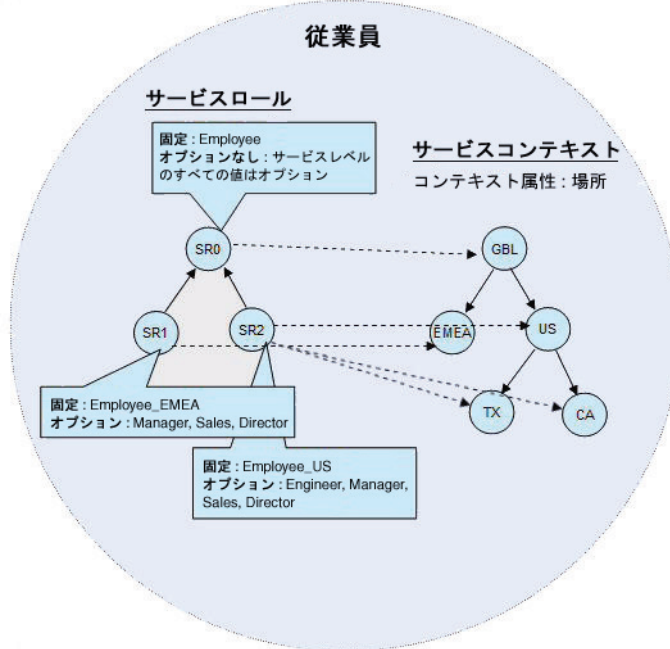 従業員
サービスロール
固定 : Employee
オプションなし : サービスレベル
のすべての値はオプション
サービスコンテキスト
コンテキスト属性 : 場所
SR0
GBL
SR1
SR2
EMEA
US
固定 : Employee_EMEA
オプション : Manager, Sales, Director
TX
CA
固定 : Employee_US
オプション : Engineer, Manager,
Sales, Director